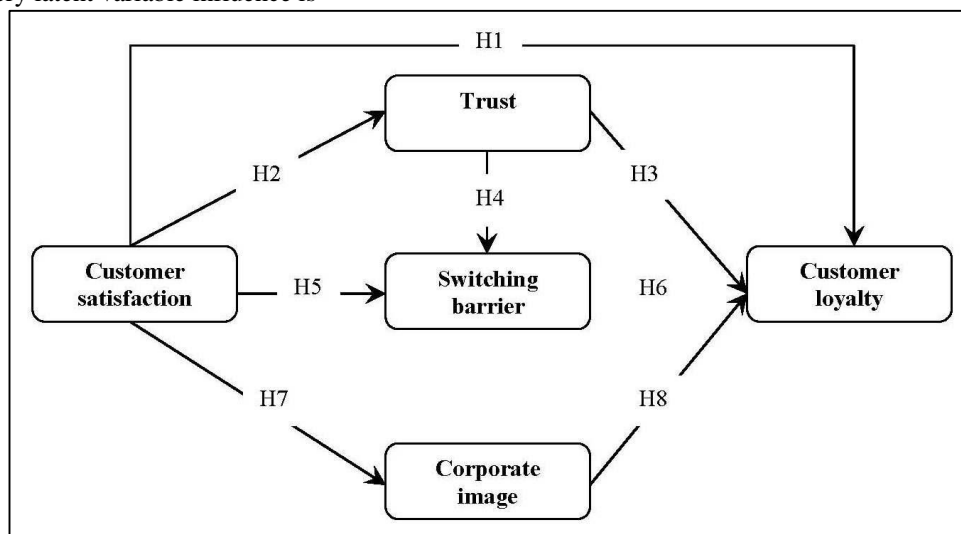 H1
Trust
H2
H3
H4
Customer
satisfaction
H5
Switching
barrier
H6
Customer
loyalty
H7
H8
Corporate
image